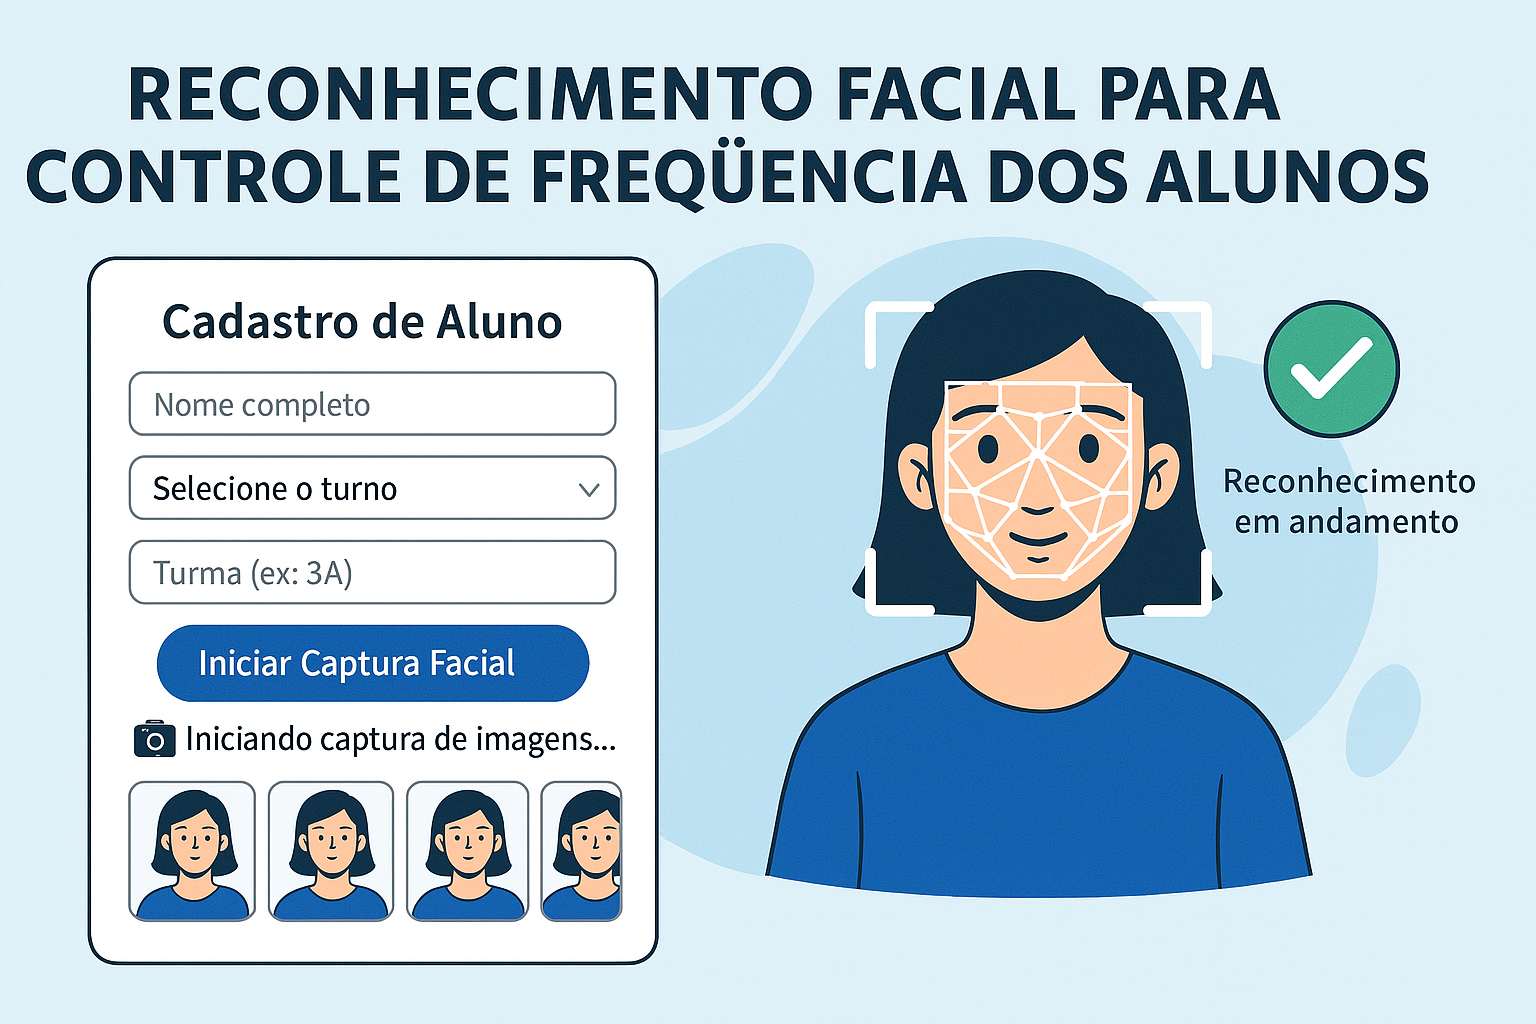 RECONHECIMENTO FACIAL PARA
CONTROLE DE FREQÜENCIA DOS ALUNOS
Cadastro de Aluno
Nome completo
Selecione o turno
Turma (ex: 3A)
Iniciar Captura Facial
Iniciando captura de imagens...
Reconhecimento
em andamento